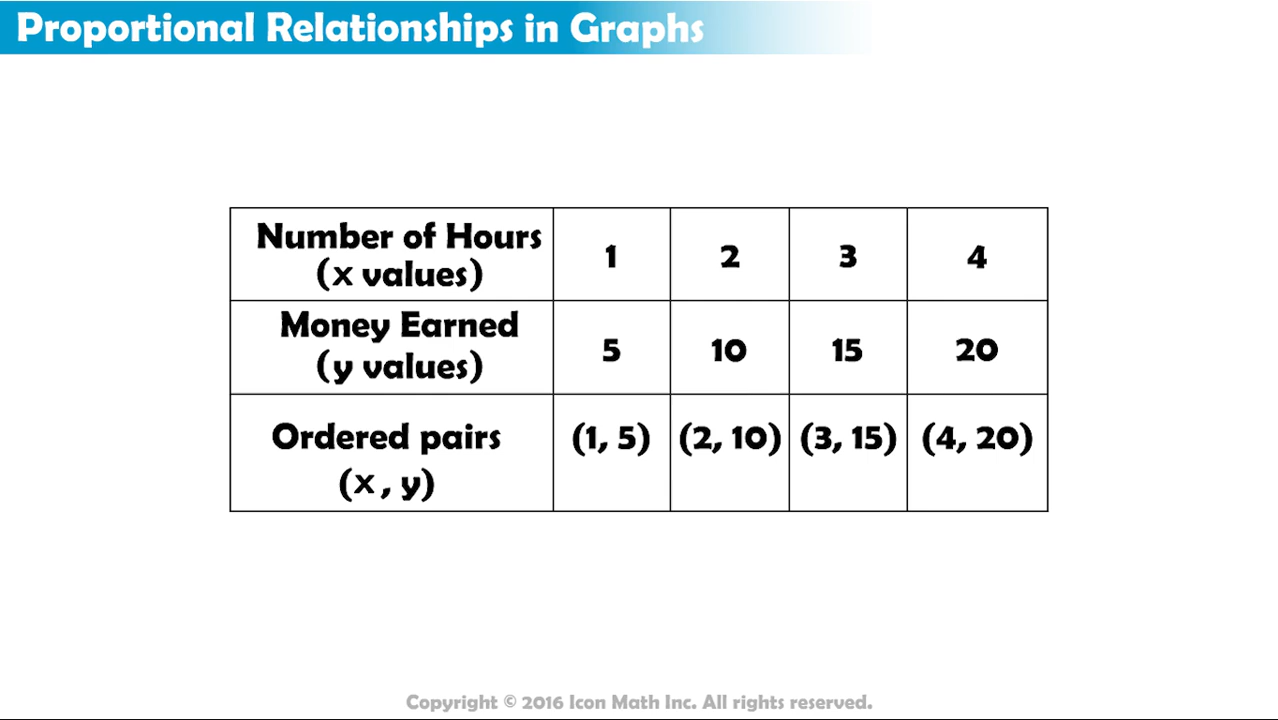 Proportional Relationships in Graphs
Number of Hours
(x values)
1
2
3
4
Money Earned
(y values)
5
10
15
20
Ordered pairs
(x , y)
(1, 5)
(2, 10)
(3, 15)
(4, 20)
Copyright © 2016 Icon Math Inc. All rights reserved.